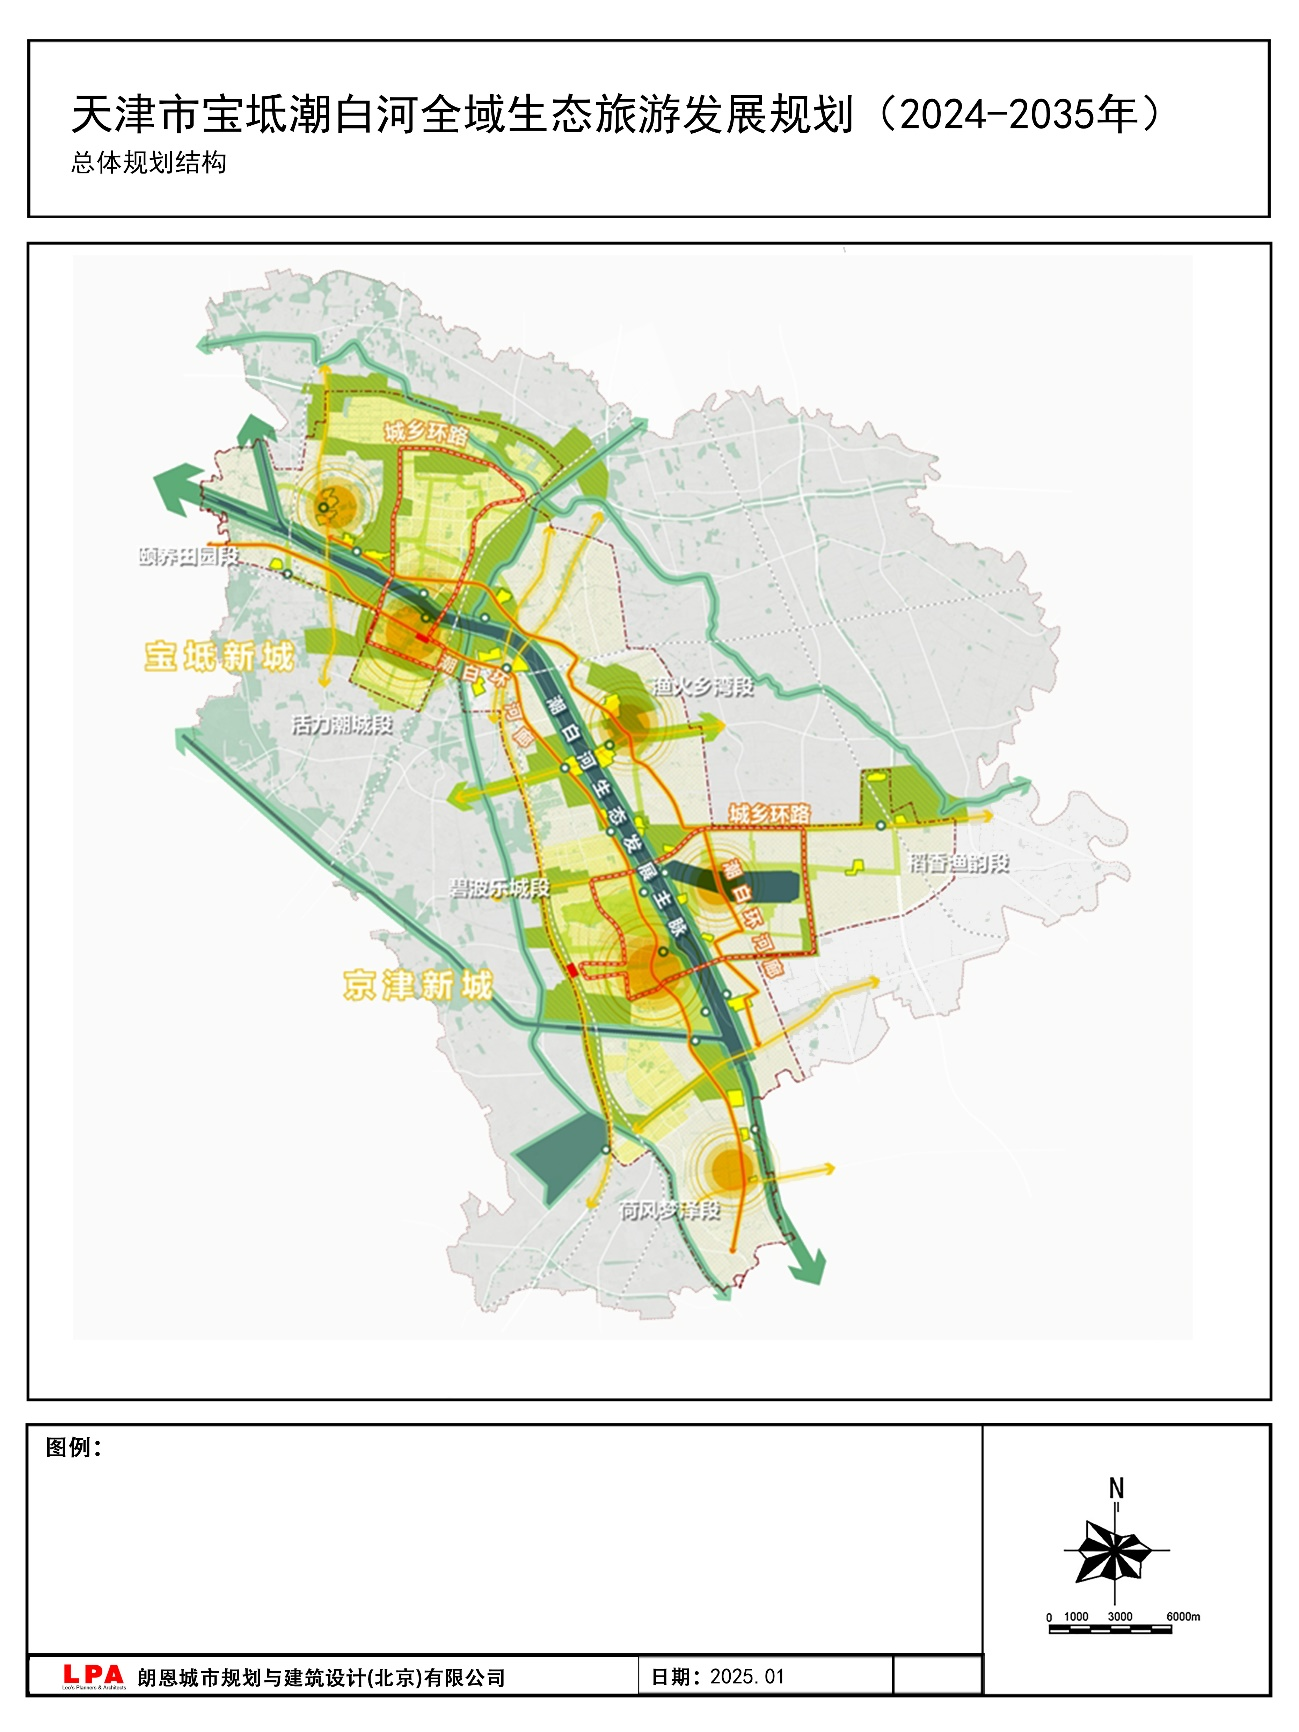 天津市宝坻潮白河全域生态旅游发展规划（2024-2035年）
总体规划结构
城乡环路
颐养田园段
宝坻新城
潮白环河廊
渔火乡湾段
活力潮城段
潮白河生态发展主脉
城乡环路
稻香渔韵段
碧波乐城段
潮白环河廊
京津新城
荷风梦泽段
图例：
N
0 1000 3000 6000m
LPA
Leo's Planners & Architects
朗恩城市规划与建筑设计(北京)有限公司
日期：2025.01